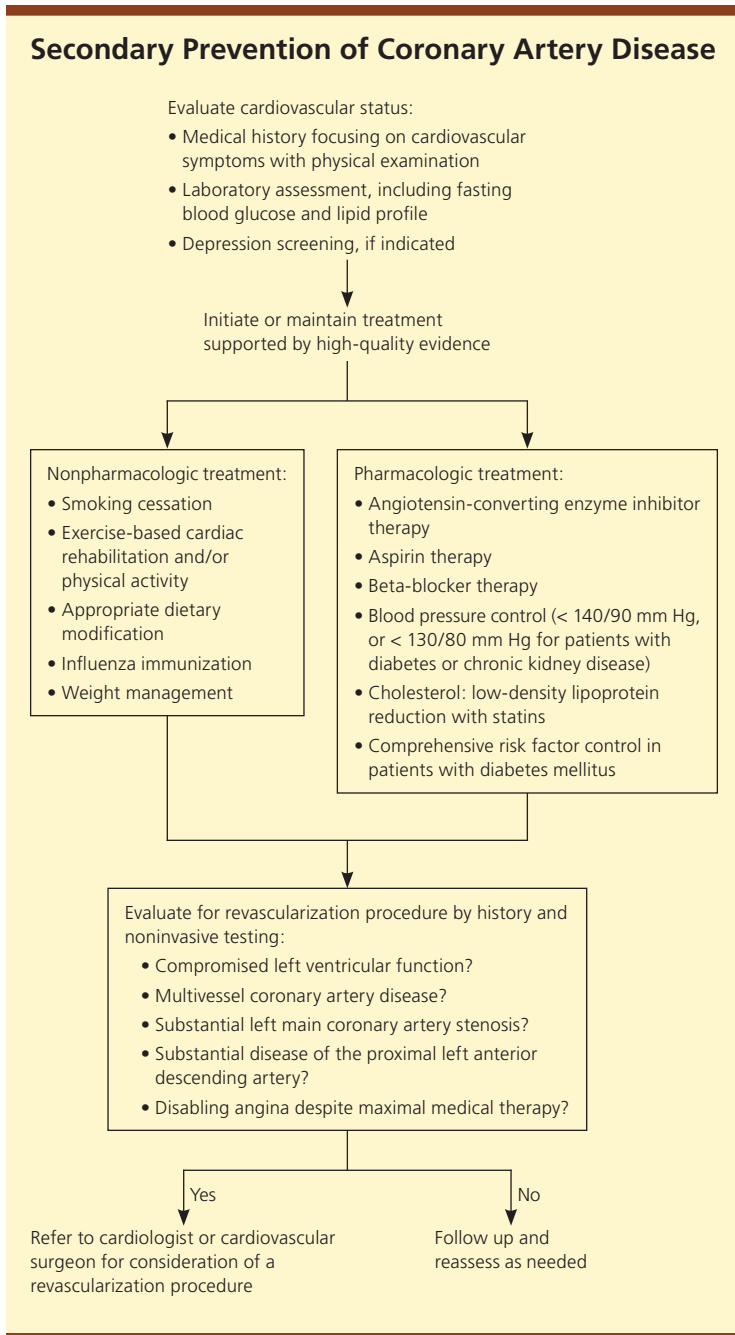 Secondary Prevention of Coronary Artery Disease
Evaluate cardiovascular status:
• Medical history focusing on cardiovascular
symptoms with physical examination
• Laboratory assessment, including fasting
blood glucose and lipid profile
• Depression screening, if indicated
Initiate or maintain treatment
supported by high-quality evidence
Nonpharmacologic treatment:
• Smoking cessation
• Exercise-based cardiac
rehabilitation and/or
physical activity
• Appropriate dietary
modification
• Influenza immunization
• Weight management
Pharmacologic treatment:
• Angiotensin-converting enzyme inhibitor
therapy
• Aspirin therapy
• Beta-blocker therapy
• Blood pressure control (< 140/90 mm Hg,
or < 130/80 mm Hg for patients with
diabetes or chronic kidney disease)
• Cholesterol: low-density lipoprotein
reduction with statins
• Comprehensive risk factor control in
patients with diabetes mellitus
Evaluate for revascularization procedure by history and
noninvasive testing:
• Compromised left ventricular function?
• Multivessel coronary artery disease?
• Substantial left main coronary artery stenosis?
• Substantial disease of the proximal left anterior
descending artery?
• Disabling angina despite maximal medical therapy?
Yes
Refer to cardiologist or cardiovascular
surgeon for consideration of a
revascularization procedure
No
Follow up and
reassess as needed